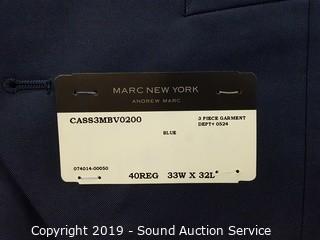 MARC NEW YORK
ANDREW MARC
CASS3MBV0200
3 PIECE GARMENT
DEPT# 0524
BLUE
074014-00050
40REG 33W X 32L
Copyright 2019 - Sound Auction Service